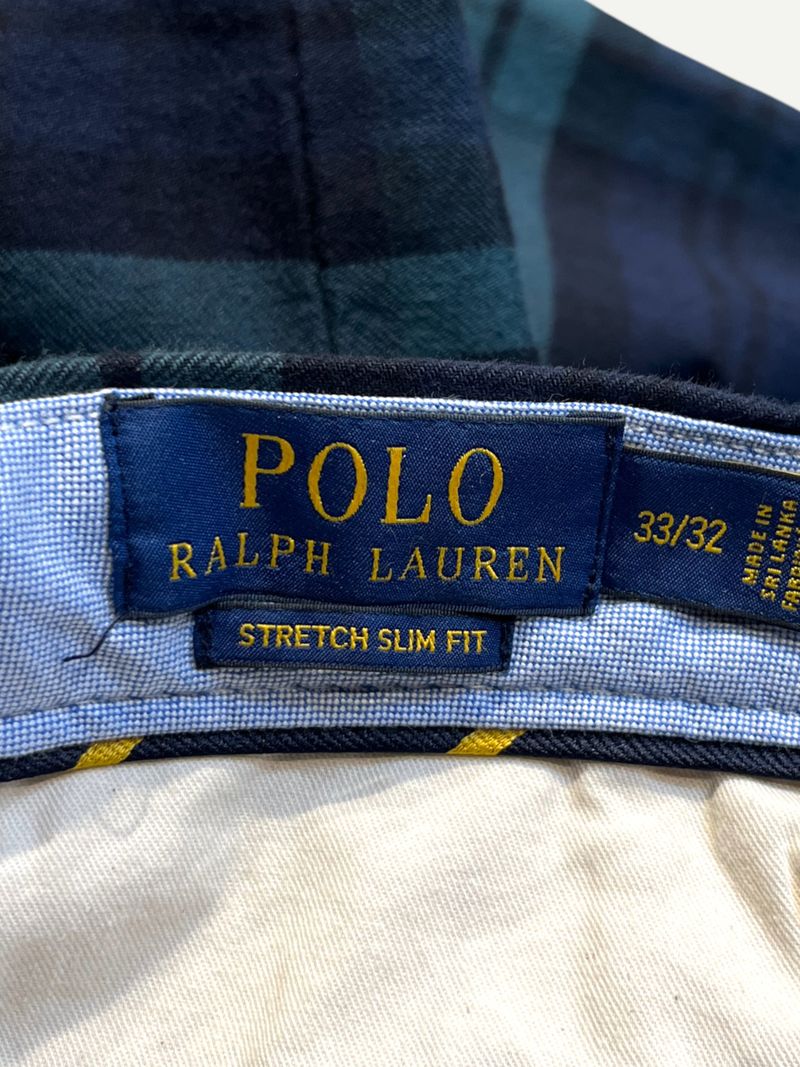 POLO
RALPH LAUREN
STRETCH SLIM FIT
33/32
MADE IN
SRI LANKA